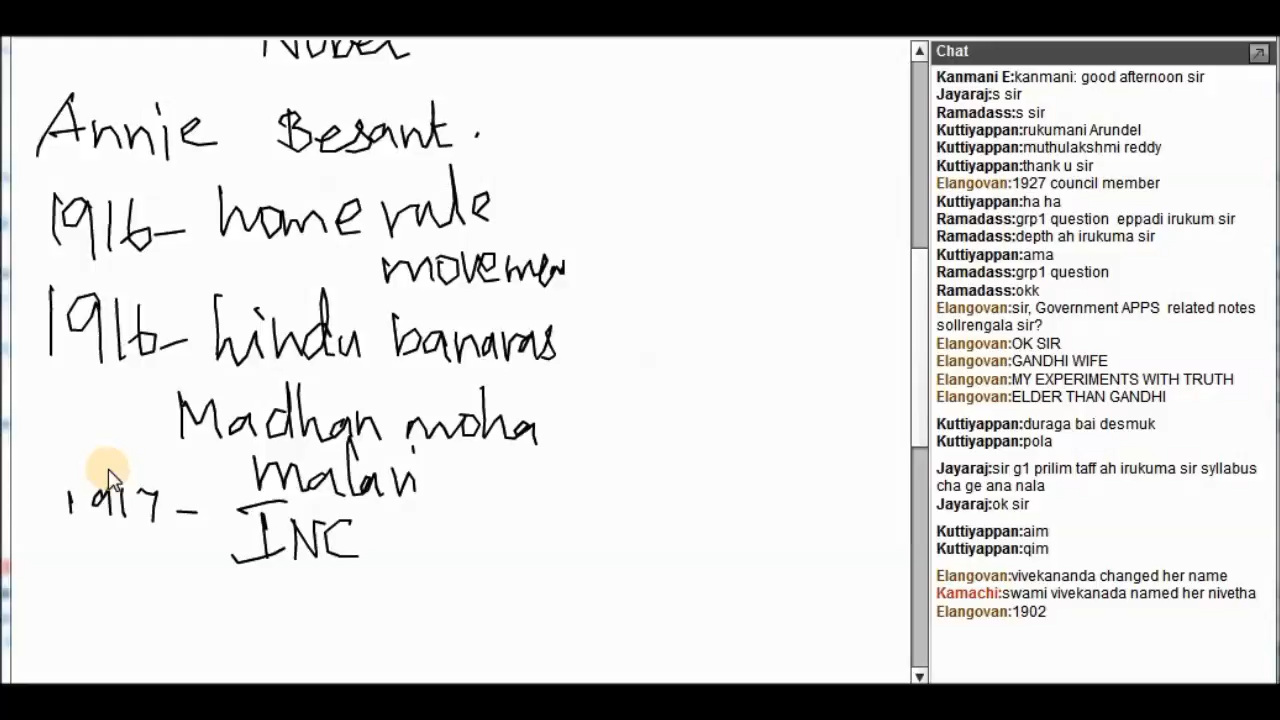 Nobel
Annie Besant.
1916- home rule
movemen
1916- hindu banaras
Madhan moha
malavi
1917- INC
Chat
Kanmani E:kanmani: good afternoon sir
Jayaraj:s sir
Ramadass:s sir
Kuttiyappan:rukumani Arundel
Kuttiyappan:muthulakshmi reddy
Kuttiyappan:thank u sir
Elangovan:1927 council member
Kuttiyappan:ha ha
Ramadass:grp1 question eppadi irukum sir
Ramadass:depth ah irukuma sir
Kuttiyappan:ama
Ramadass:grp1 question
Ramadass:okk
Elangovan:sir, Government APPS related notes
sollrengala sir?
Elangovan:OK SIR
Elangovan:GANDHI WIFE
Elangovan:MY EXPERIMENTS WITH TRUTH
Elangovan:ELDER THAN GANDHI
Kuttiyappan:duraga bai desmuk
Kuttiyappan:pola
Jayaraj:sir g1 prilim taff ah irukuma sir syllabus
cha ge ana nala
Jayaraj:ok sir
Kuttiyappan:aim
Kuttiyappan:qim
Elangovan:vivekananda changed her name
Kamachi:swami vivekanada named her nivetha
Elangovan:1902